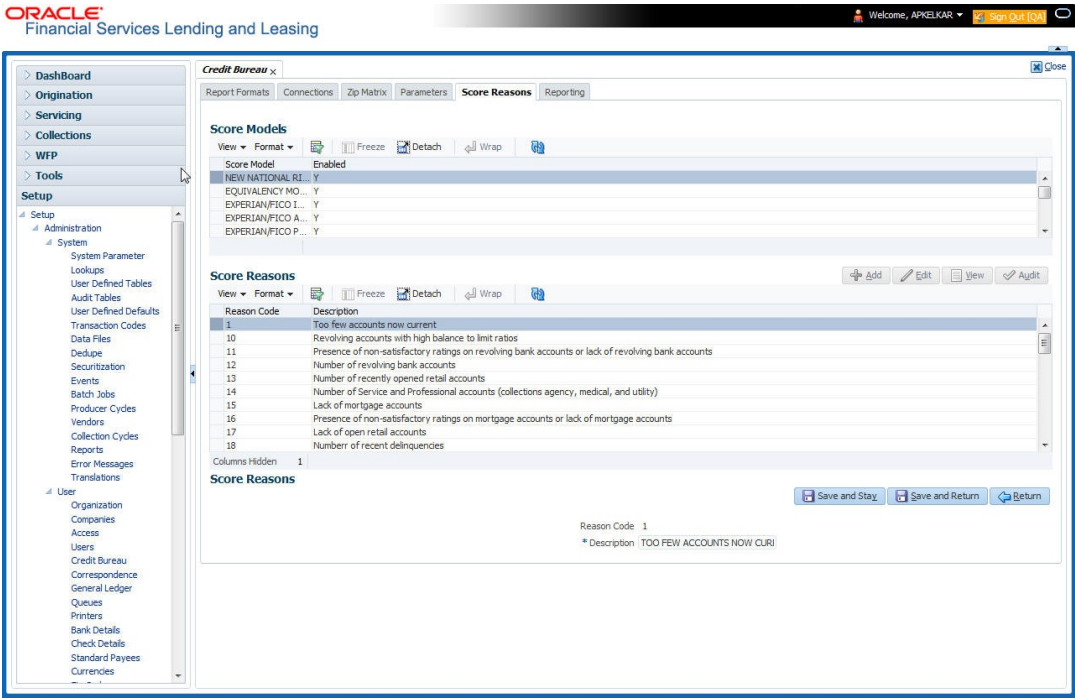 ORACLE
Financial Services Lending and Leasing
Welcome, APKELKAR
Sign Out [QA]
Close
DashBoard
Origination
Servicing
Collections
WFP
Tools
Setup
Setup
Administration
System
System Parameter
Lookups
User Defined Tables
Audit Tables
User Defined Defaults
Transaction Codes
Data Files
Dedupe
Securitization
Events
Batch Jobs
Producer Cycles
Vendors
Collection Cycles
Reports
Error Messages
Translations
User
Organization
Companies
Access
Users
Credit Bureau
Correspondence
General Ledger
Queues
Printers
Bank Details
Check Details
Standard Payees
Currencies
Credit Bureau x
Report Formats Connections Zip Matrix Parameters Score Reasons Reporting
Score Models
View Format Freeze Detach Wrap
Score Model Enabled
NEW NATIONAL RI... Y
EQUIVALENCY MO... Y
EXPERIAN/FICO I... Y
EXPERIAN/FICO A... Y
EXPERIAN/FICO P... Y
Score Reasons
Add Edit View Audit
View Format Freeze Detach Wrap
Reason Code Description
1 Too few accounts now current
10 Revolving accounts with high balance to limit ratios
11 Presence of non-satisfactory ratings on revolving bank accounts or lack of revolving bank accounts
12 Number of revolving bank accounts
13 Number of recently opened retail accounts
14 Number of Service and Professional accounts (collections agency, medical, and utility)
15 Lack of mortgage accounts
16 Presence of non-satisfactory ratings on mortgage accounts or lack of mortgage accounts
17 Lack of open retail accounts
18 Numberr of recent delinquencies
Columns Hidden 1
Score Reasons
Save and Stay Save and Return Return
Reason Code 1
* Description TOO FEW ACCOUNTS NOW CURI